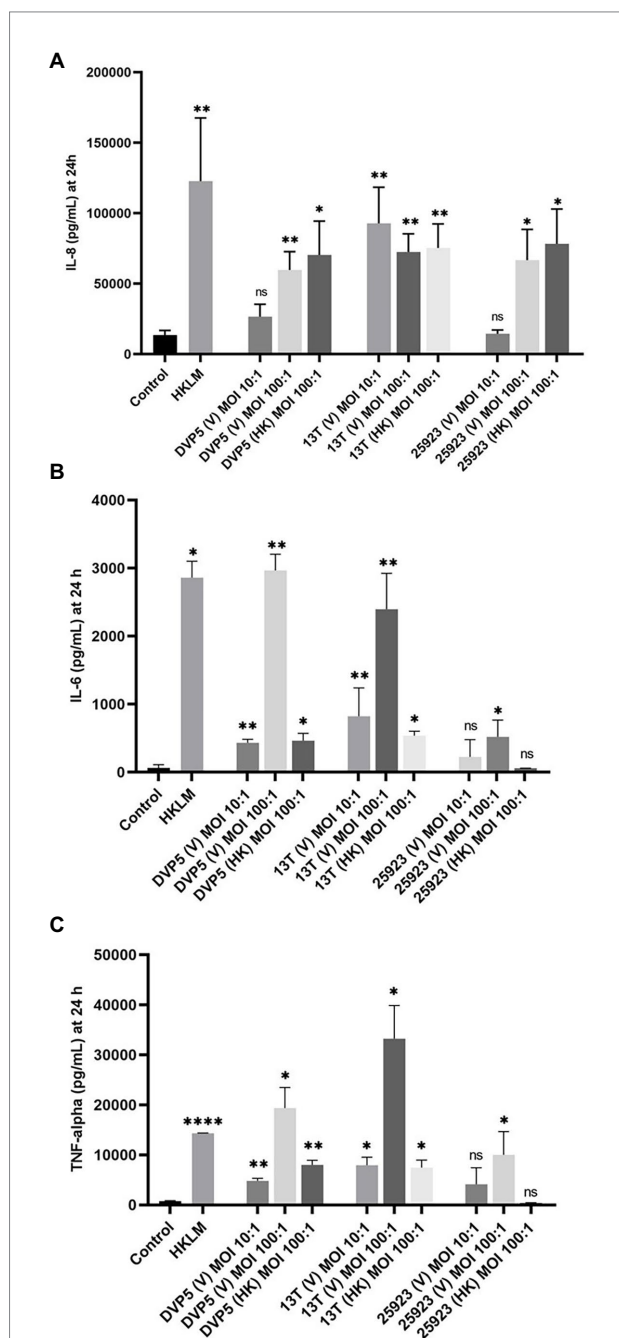 A
IL-8 (pg/mL) at 24h
200000
150000
100000
50000
0
**
ns
**
*
**
**
**
ns
*
*
Control
HKLM
DVP5 (V) MOI 10:1
DVP5 (V) MOI 100:1
DVP5 (HK) MOI 100:1
13T (V) MOI 10:1
13T (V) MOI 100:1
13T (HK) MOI 100:1
25923 (V) MOI 10:1
25923 (V) MOI 100:1
25923 (HK) MOI 100:1
B
IL-6 (pg/mL) at 24 h
4000
3000
2000
1000
0
*
**
**
*
**
**
*
ns
*
ns
Control
HKLM
DVP5 (V) MOI 10:1
DVP5 (V) MOI 100:1
DVP5 (HK) MOI 100:1
13T (V) MOI 10:1
13T (V) MOI 100:1
13T (HK) MOI 100:1
25923 (V) MOI 10:1
25923 (V) MOI 100:1
25923 (HK) MOI 100:1
C
TNF-alpha (pg/mL) at 24 h
50000
40000
30000
20000
10000
0
****
**
*
**
*
*
*
ns
*
ns
Control
HKLM
DVP5 (V) MOI 10:1
DVP5 (V) MOI 100:1
DVP5 (HK) MOI 100:1
13T (V) MOI 10:1
13T (V) MOI 100:1
13T (HK) MOI 100:1
25923 (V) MOI 10:1
25923 (V) MOI 100:1
25923 (HK) MOI 100:1